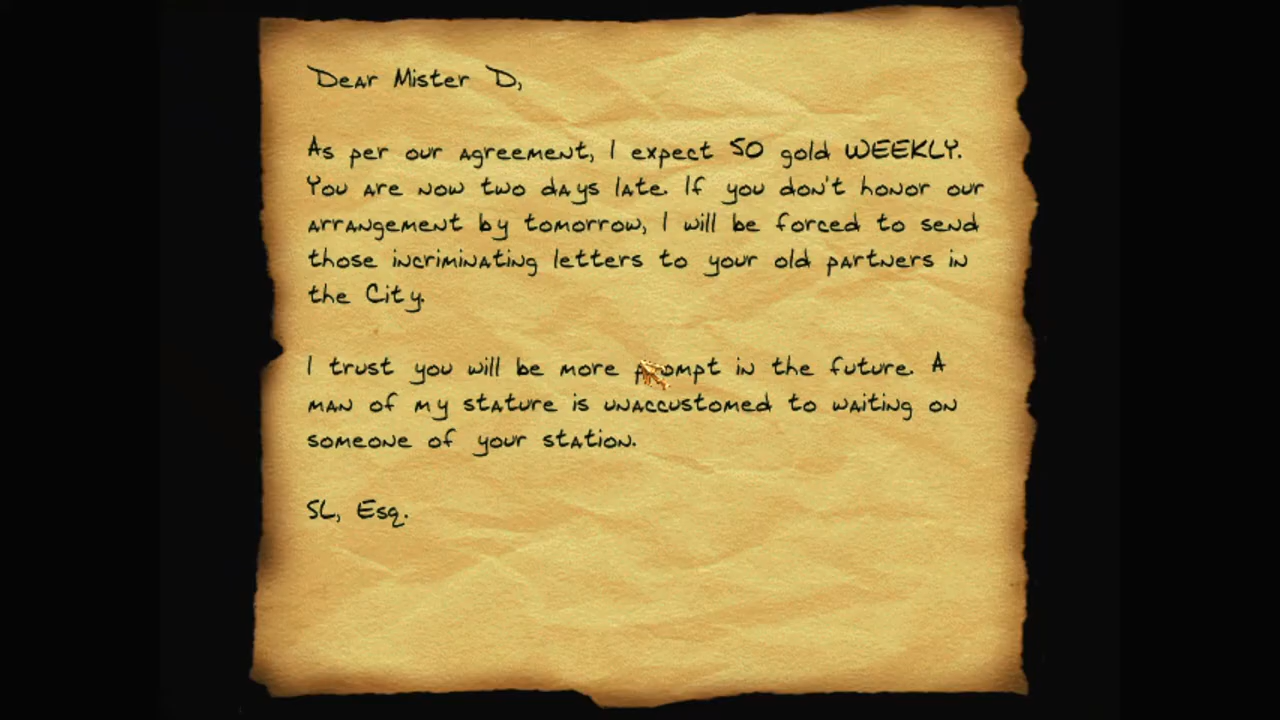 Dear Mister D,
As per our agreement, I expect 50 gold WEEKLY.
You are now two days late. If you don't honor our
arrangement by tomorrow, I will be forced to send
those incriminating letters to your old partners in
the City.
I trust you will be more prompt in the future. A
man of my stature is unaccustomed to waiting on
someone of your station.
SL, Esq.